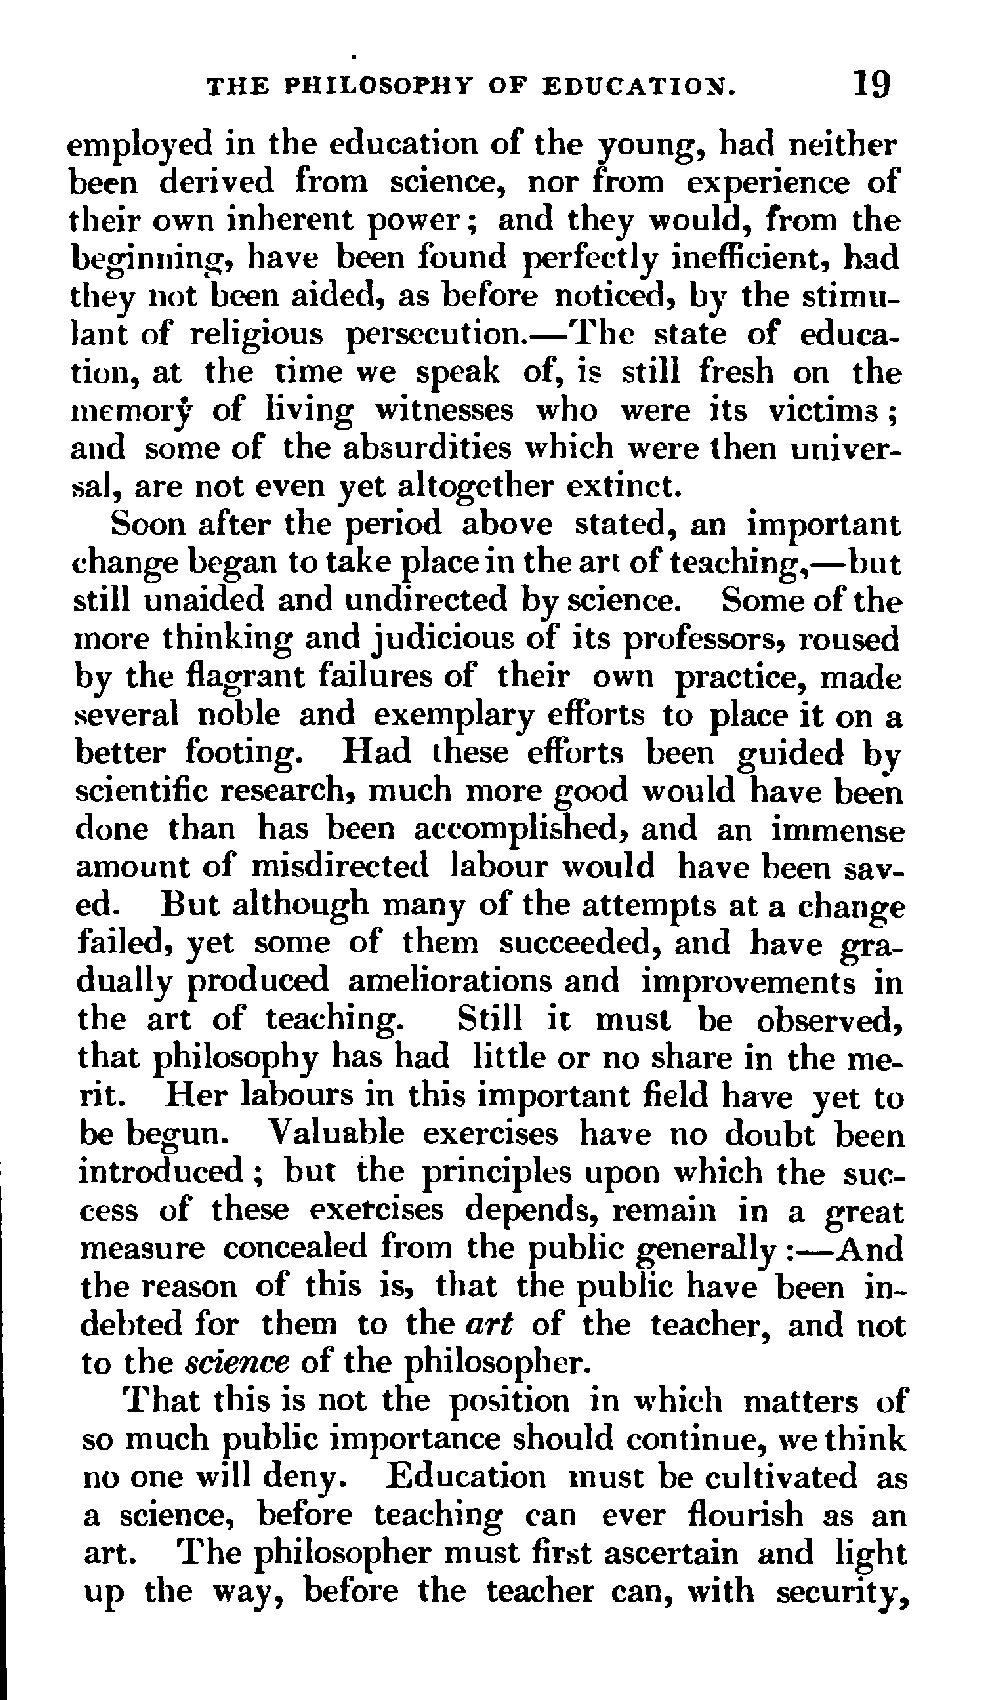 THE PHILOSOPHY OF EDUCATION. 19
employed in the education of the young, had neither
been derived from science, nor from experience of
their own inherent power; and they would, from the
beginning, have been found perfectly inefficient, had
they not been aided, as before noticed, by the stimu-
lant of religious persecution.—The state of educa-
tion, at the time we speak of, is still fresh on the
memory of living witnesses who were its victims;
and some of the absurdities which were then univer-
sal, are not even yet altogether extinct.
Soon after the period above stated, an important
change began to take place in the art of teaching,—but
still unaided and undirected by science. Some of the
more thinking and judicious of its professors, roused
by the flagrant failures of their own practice, made
several noble and exemplary efforts to place it on a
better footing. Had these efforts been guided by
scientific research, much more good would have been
done than has been accomplished, and an immense
amount of misdirected labour would have been sav-
ed. But although many of the attempts at a change
failed, yet some of them succeeded, and have gra-
dually produced ameliorations and improvements in
the art of teaching. Still it must be observed,
that philosophy has had little or no share in the me-
rit. Her labours in this important field have yet to
be begun. Valuable exercises have no doubt been
introduced; but the principles upon which the suc-
cess of these exercises depends, remain in a great
measure concealed from the public generally:—And
the reason of this is, that the public have been in-
debted for them to the art of the teacher, and not
to the science of the philosopher.
That this is not the position in which matters of
so much public importance should continue, we think
no one will deny. Education must be cultivated as
a science, before teaching can ever flourish as an
art. The philosopher must first ascertain and light
up the way, before the teacher can, with security,